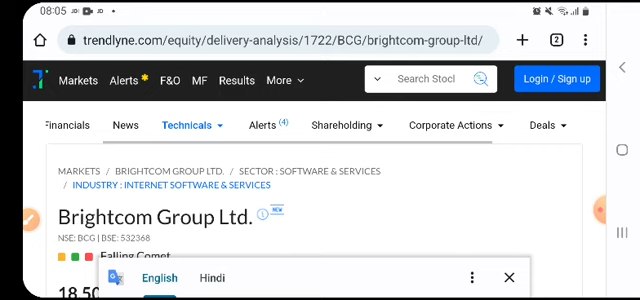 08:05
trendlyne.com/equity/delivery-analysis/1722/BCG/brightcom-group-ltd/
2
Markets Alerts F&O MF Results More
Search Stocl
Login / Sign up
Financials News Technicals Alerts (4) Shareholding Corporate Actions Deals
MARKETS / BRIGHTCOM GROUP LTD. / SECTOR : SOFTWARE & SERVICES
/ INDUSTRY : INTERNET SOFTWARE & SERVICES
Brightcom Group Ltd. NEW
NSE: BCG | BSE: 532368
Falling Comet
English Hindi
18.50